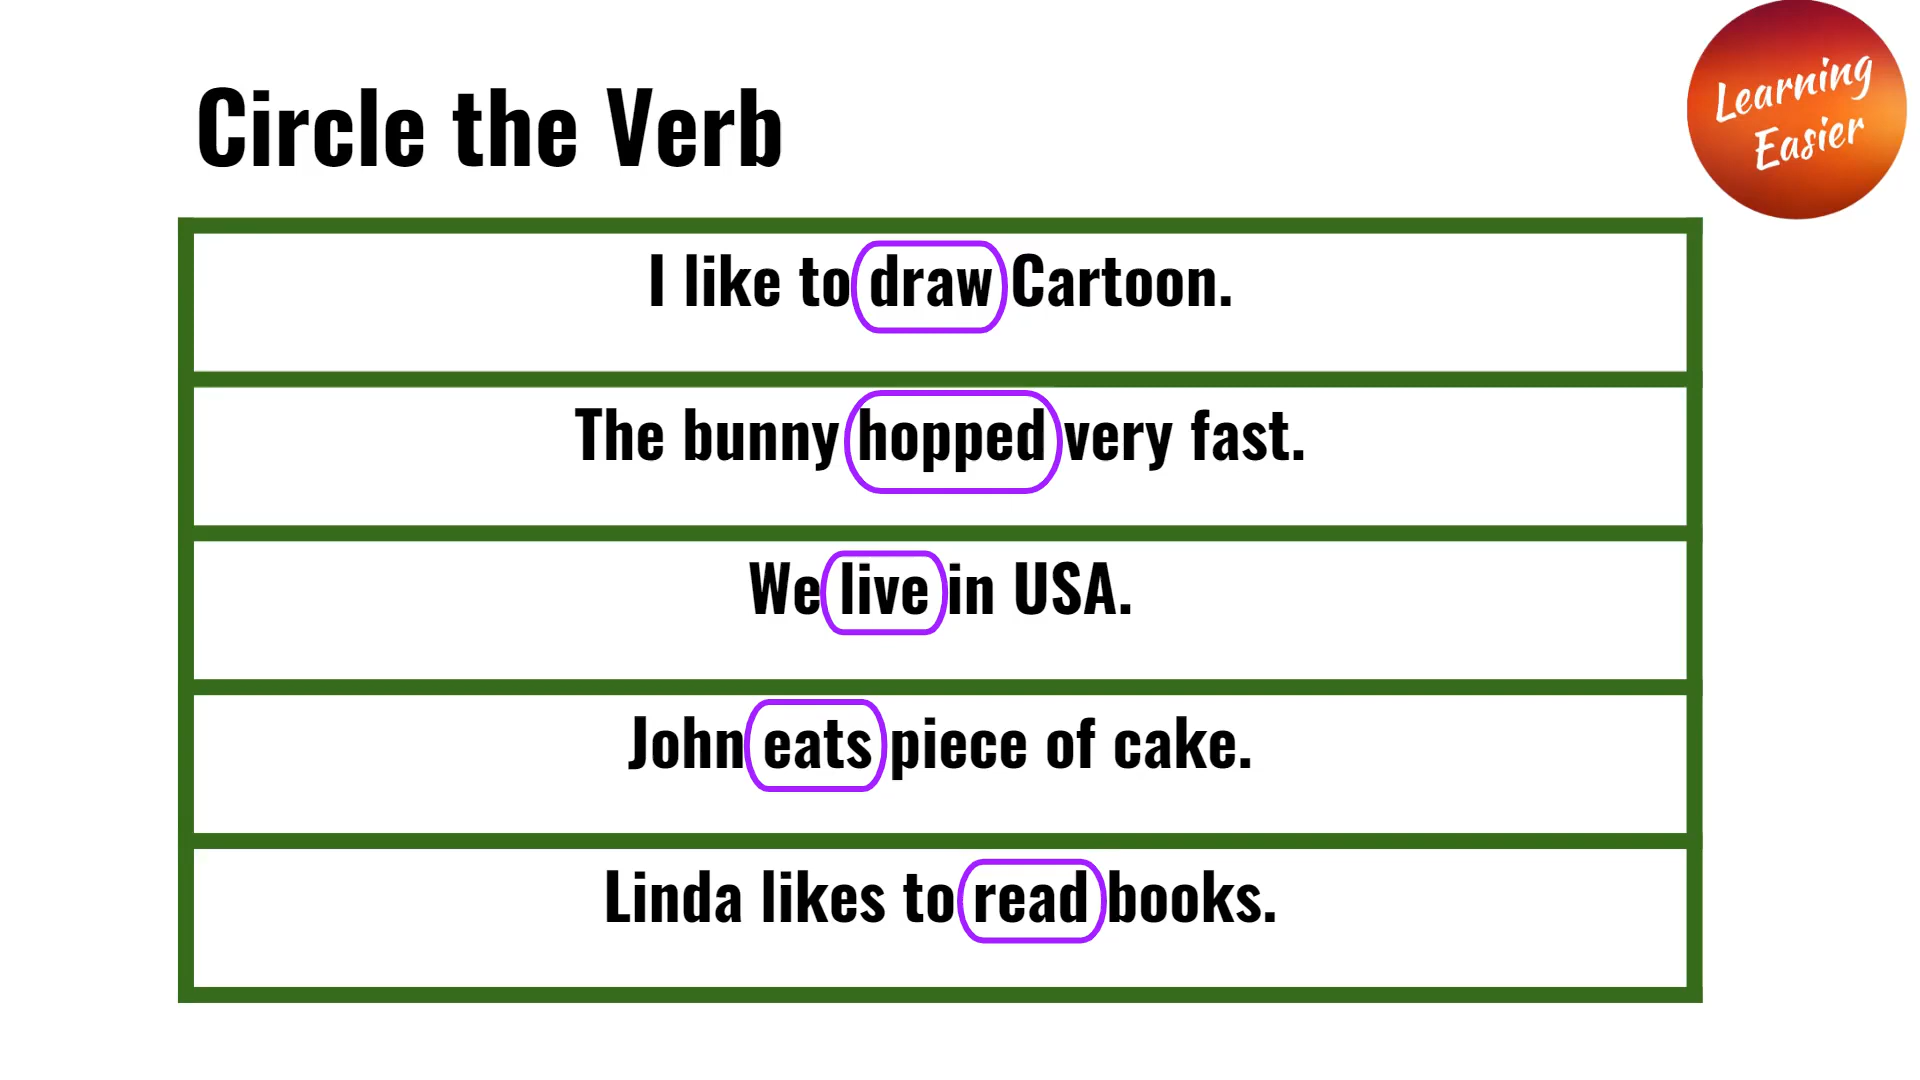 Learning
Easier
Circle the Verb
I like to draw Cartoon.
The bunny hopped very fast.
We live in USA.
John eats piece of cake.
Linda likes to read books.